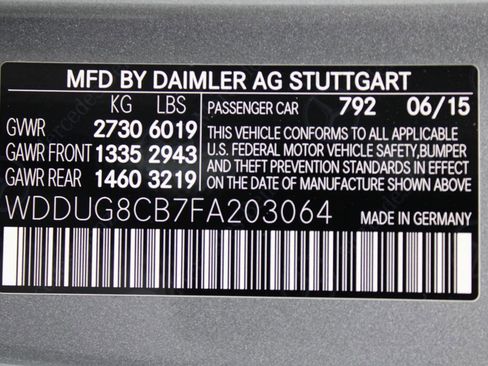 MFD BY DAIMLER AG STUTTGART
KG LBS
GVWR 2730 6019
GAWR FRONT 1335 2943
GAWR REAR 1460 3219
PASSENGER CAR 792 06/15
THIS VEHICLE CONFORMS TO ALL APPLICABLE
U.S. FEDERAL MOTOR VEHICLE SAFETY,BUMPER
AND THEFT PREVENTION STANDARDS IN EFFECT
ON THE DATE OF MANUFACTURE SHOWN ABOVE.
WDDUG8CB7FA203064 MADE IN GERMANY